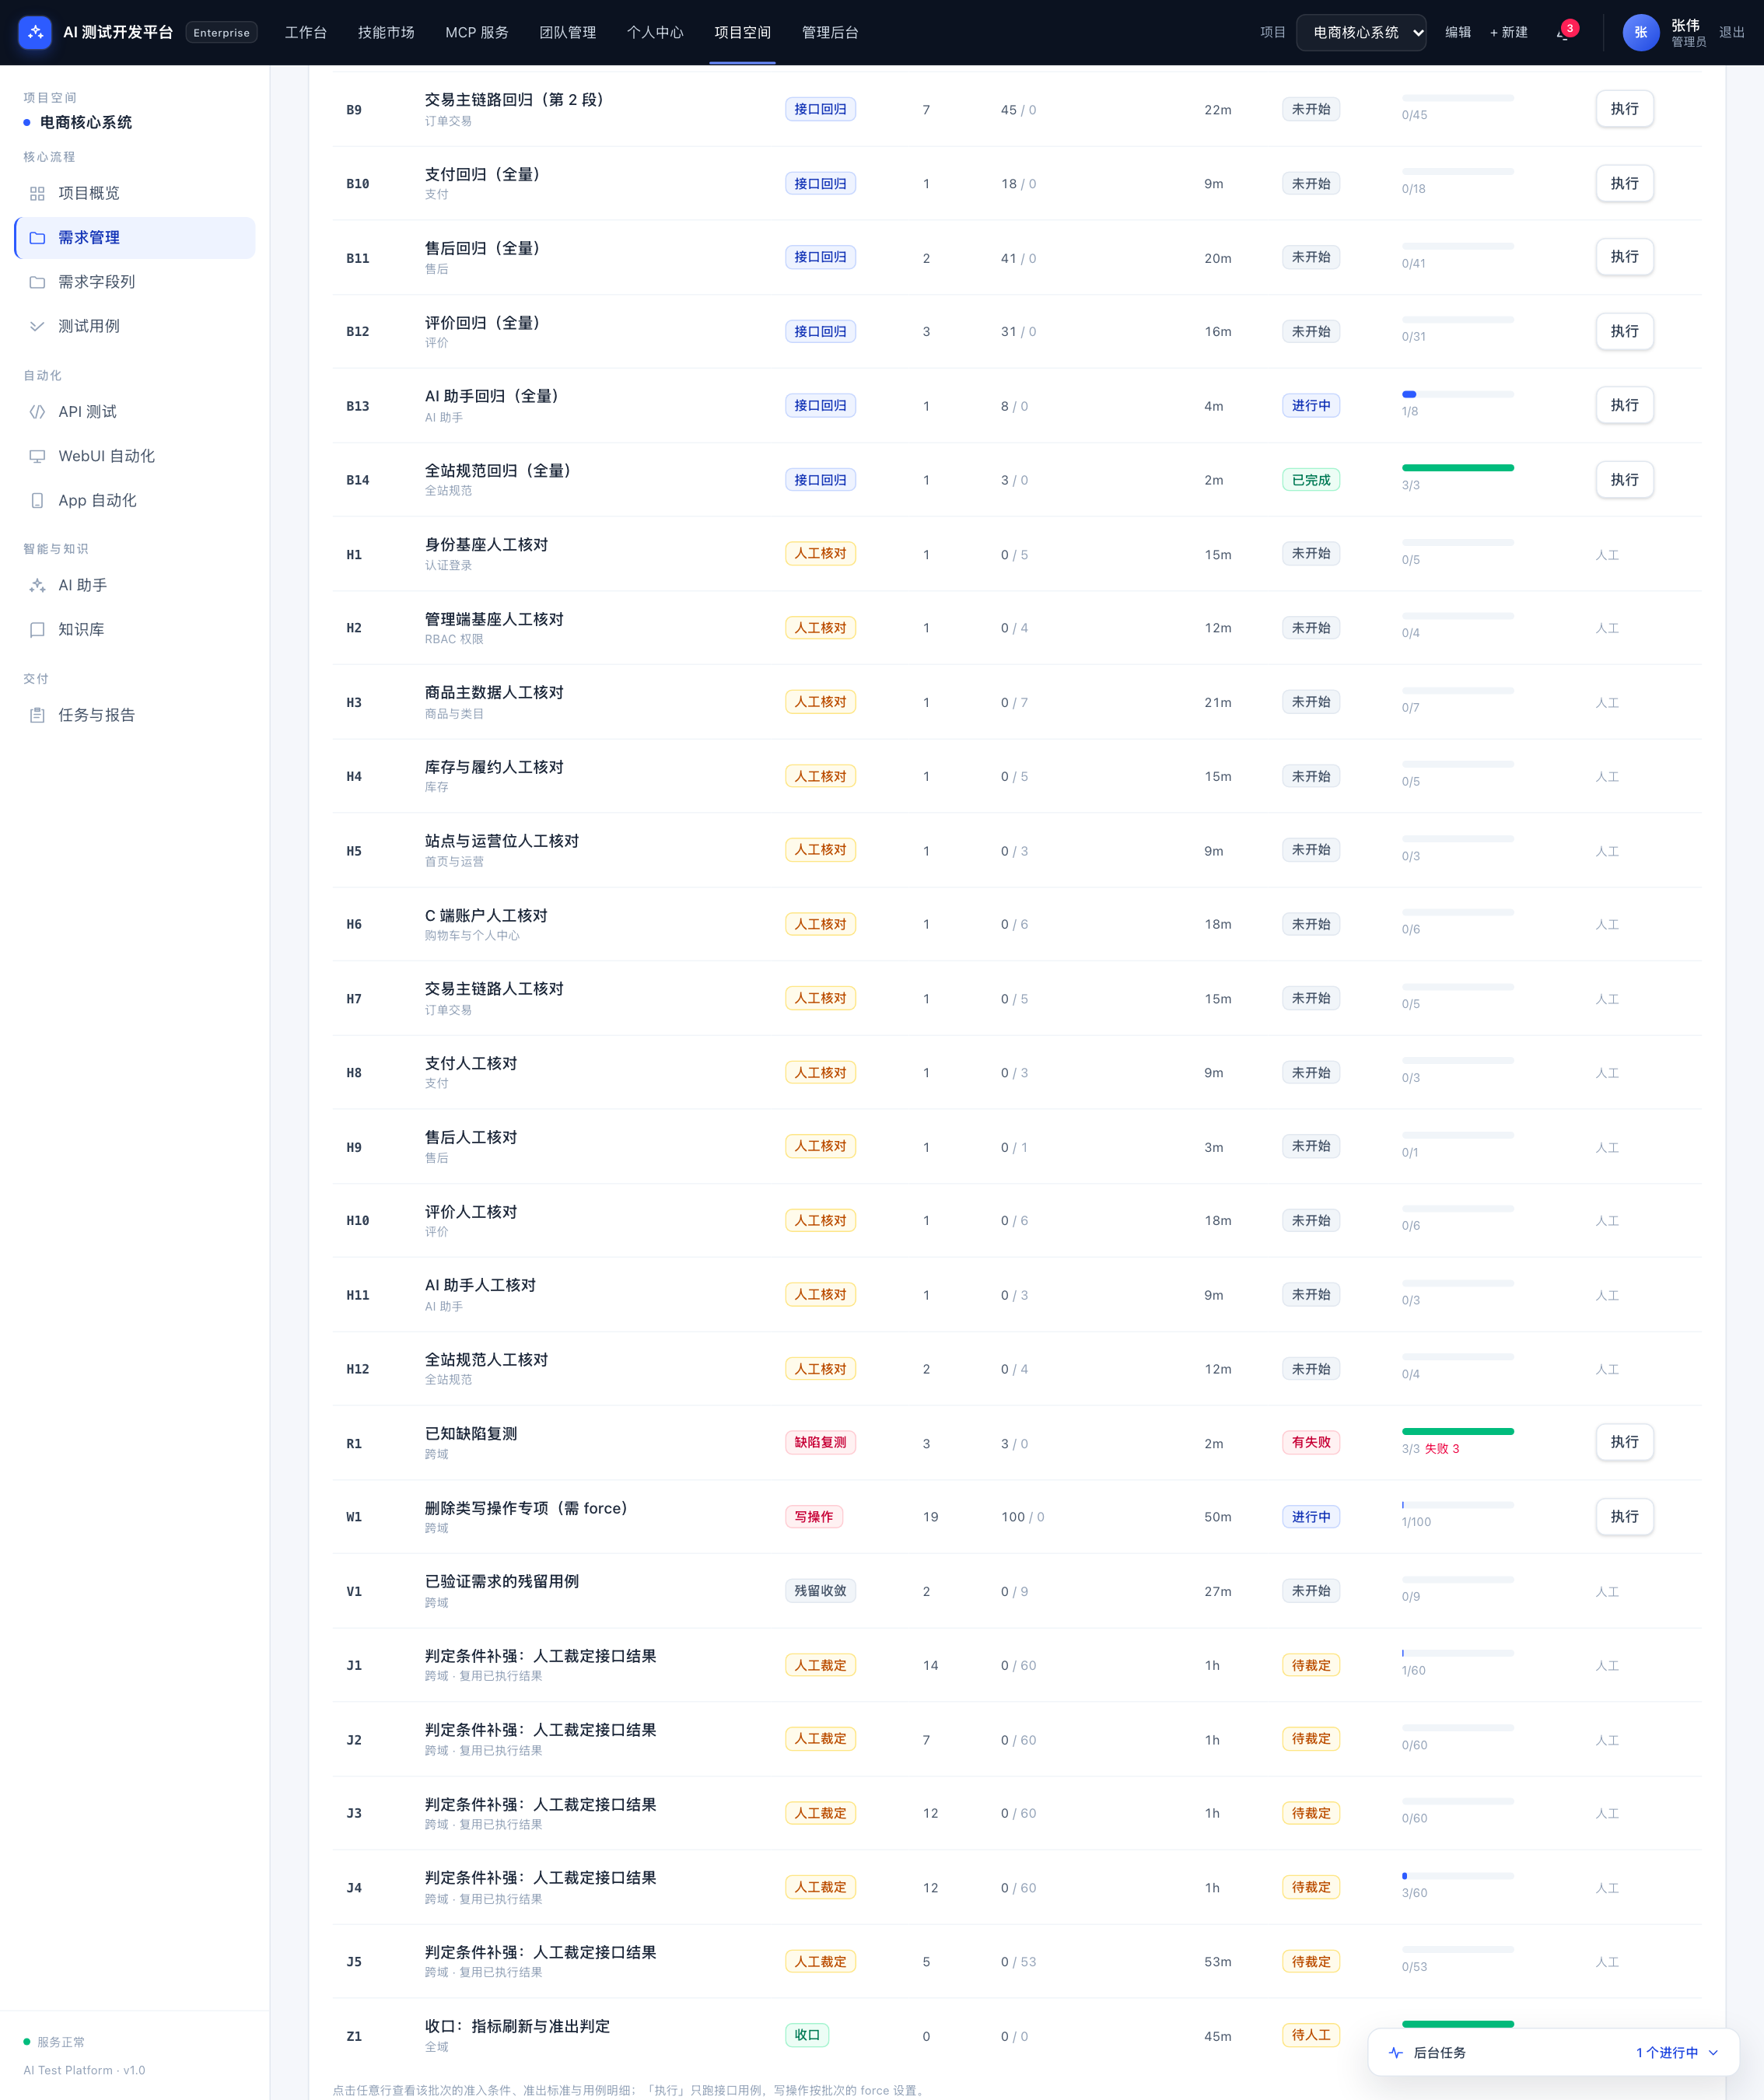 AI 测试开发平台 Enterprise 工作台 技能市场 MCP 服务 团队管理 个人中心 项目空间 管理后台 项目 电商核心系统 编辑 + 新建 3 张 张伟 管理员 退出
项目空间
电商核心系统
核心流程
项目概览
需求管理
需求字段列
测试用例
自动化
API 测试
WebUI 自动化
App 自动化
智能与知识
AI 助手
知识库
交付
任务与报告
服务正常
AI Test Platform · v1.0
B9 交易主链路回归（第 2 段） 接口回归 7 45 / 0 22m 未开始 0/45 执行
订单交易
B10 支付回归（全量） 接口回归 1 18 / 0 9m 未开始 0/18 执行
支付
B11 售后回归（全量） 接口回归 2 41 / 0 20m 未开始 0/41 执行
售后
B12 评价回归（全量） 接口回归 3 31 / 0 16m 未开始 0/31 执行
评价
B13 AI 助手回归（全量） 接口回归 1 8 / 0 4m 进行中 1/8 执行
AI 助手
B14 全站规范回归（全量） 接口回归 1 3 / 0 2m 已完成 3/3 执行
全站规范
H1 身份基座人工核对 人工核对 1 0 / 5 15m 未开始 0/5 人工
认证登录
H2 管理端基座人工核对 人工核对 1 0 / 4 12m 未开始 0/4 人工
RBAC 权限
H3 商品主数据人工核对 人工核对 1 0 / 7 21m 未开始 0/7 人工
商品与类目
H4 库存与履约人工核对 人工核对 1 0 / 5 15m 未开始 0/5 人工
库存
H5 站点与运营位人工核对 人工核对 1 0 / 3 9m 未开始 0/3 人工
首页与运营
H6 C 端账户人工核对 人工核对 1 0 / 6 18m 未开始 0/6 人工
购物车与个人中心
H7 交易主链路人工核对 人工核对 1 0 / 5 15m 未开始 0/5 人工
订单交易
H8 支付人工核对 人工核对 1 0 / 3 9m 未开始 0/3 人工
支付
H9 售后人工核对 人工核对 1 0 / 1 3m 未开始 0/1 人工
售后
H10 评价人工核对 人工核对 1 0 / 6 18m 未开始 0/6 人工
评价
H11 AI 助手人工核对 人工核对 1 0 / 3 9m 未开始 0/3 人工
AI 助手
H12 全站规范人工核对 人工核对 2 0 / 4 12m 未开始 0/4 人工
全站规范
R1 已知缺陷复测 缺陷复测 3 3 / 0 2m 有失败 3/3 失败 3 执行
跨域
W1 删除类写操作专项（需 force） 写操作 19 100 / 0 50m 进行中 1/100 执行
跨域
V1 已验证需求的残留用例 残留收敛 2 0 / 9 27m 未开始 0/9 人工
跨域
J1 判定条件补强：人工裁定接口结果 人工裁定 14 0 / 60 1h 待裁定 1/60 人工
跨域 · 复用已执行结果
J2 判定条件补强：人工裁定接口结果 人工裁定 7 0 / 60 1h 待裁定 0/60 人工
跨域 · 复用已执行结果
J3 判定条件补强：人工裁定接口结果 人工裁定 12 0 / 60 1h 待裁定 0/60 人工
跨域 · 复用已执行结果
J4 判定条件补强：人工裁定接口结果 人工裁定 12 0 / 60 1h 待裁定 3/60 人工
跨域 · 复用已执行结果
J5 判定条件补强：人工裁定接口结果 人工裁定 5 0 / 53 53m 待裁定 0/53 人工
跨域 · 复用已执行结果
Z1 收口：指标刷新与准出判定 收口 0 0 / 0 45m 待人工
全域
后台任务 1 个进行中
点击任意行查看该批次的准入条件、准出标准与用例明细；「执行」只跑接口用例，写操作按批次的 force 设置。